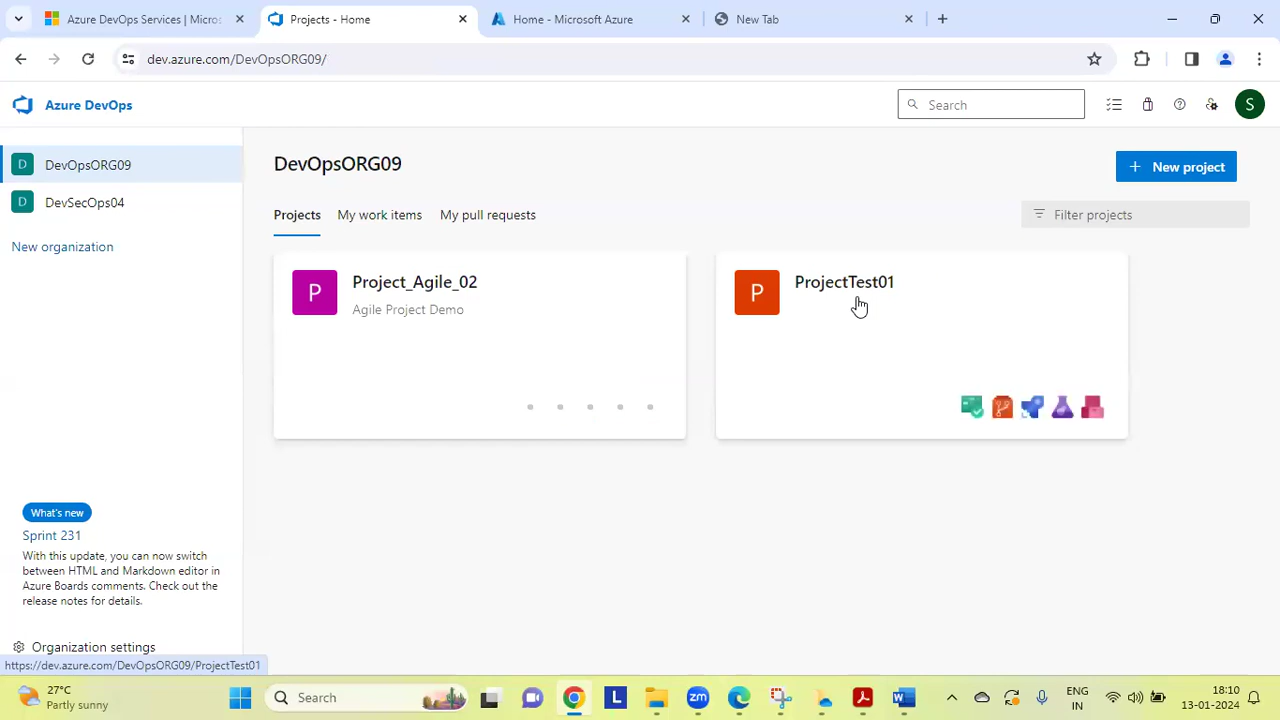 Azure DevOps Services | Micros
Projects - Home
Home - Microsoft Azure
New Tab
dev.azure.com/DevOpsORG09/
Azure DevOps
Search
S
D DevOpsORG09
D DevSecOps04
New organization
DevOpsORG09
+ New project
Projects
My work items
My pull requests
Filter projects
P
Project_Agile_02
Agile Project Demo
P
ProjectTest01
What's new
Sprint 231
With this update, you can now switch
between HTML and Markdown editor in
Azure Boards comments. Check out the
release notes for details.
Organization settings
https://dev.azure.com/DevOpsORG09/ProjectTest01
27°C
Partly sunny
Search
L
zm
W
ENG
IN
18:10
13-01-2024